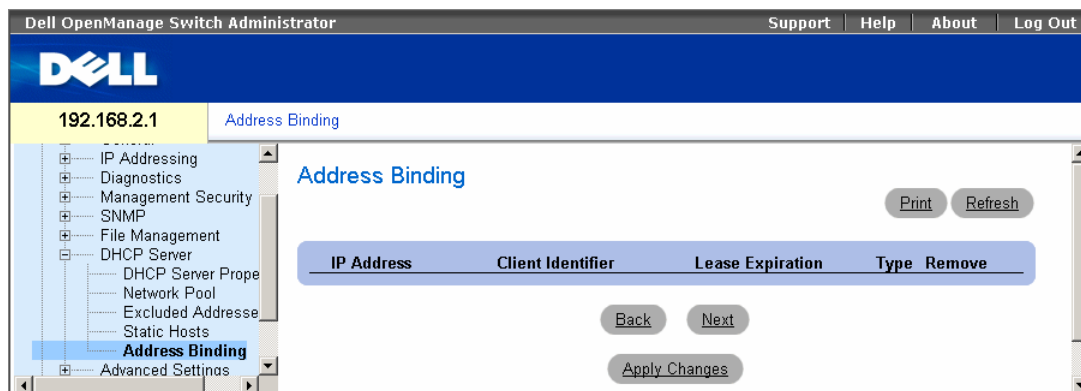 Dell OpenManage Switch Administrator
Support Help About Log Out
DELL
192.168.2.1
Address Binding
IP Addressing
Diagnostics
Management Security
SNMP
File Management
DHCP Server
DHCP Server Prope
Network Pool
Excluded Addresse
Static Hosts
Address Binding
Advanced Settings
Address Binding
Print Refresh
IP Address Client Identifier Lease Expiration Type Remove
Back Next
Apply Changes